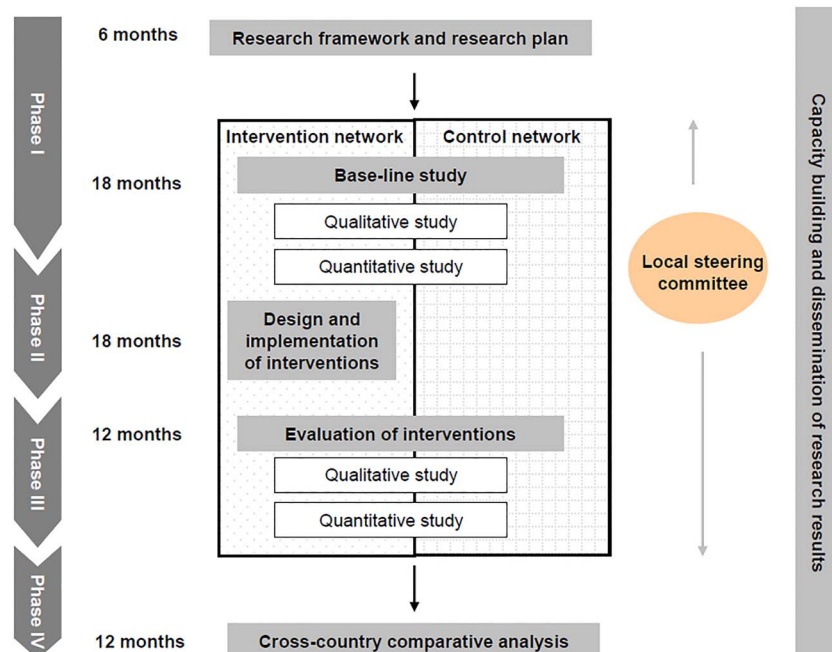 6 months
Research framework and research plan
Phase I
Intervention network
Control network
18 months
Base-line study
Qualitative study
Quantitative study
Phase II
18 months
Design and
implementation
of interventions
Local steering
committee
Phase III
12 months
Evaluation of interventions
Qualitative study
Quantitative study
Phase IV
12 months
Cross-country comparative analysis
Capacity building and dissemination of research results